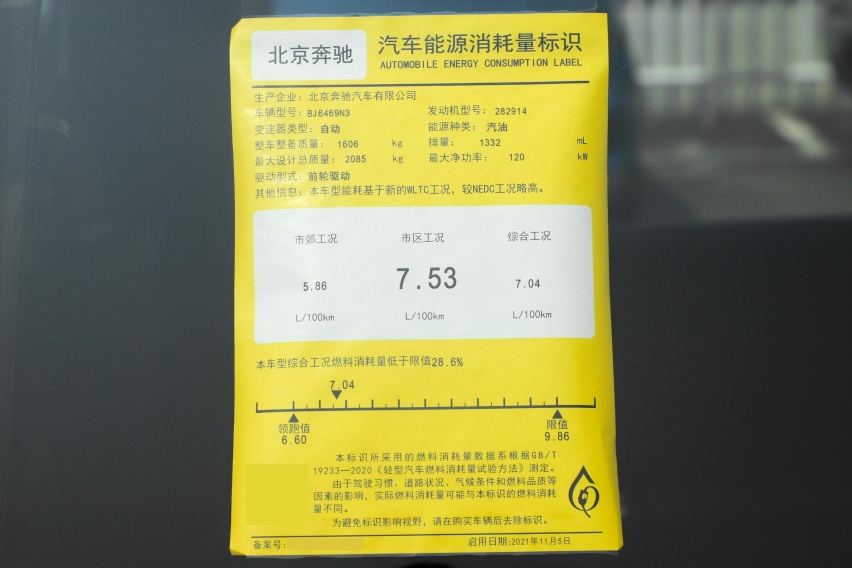 北京奔驰
汽车能源消耗量标识
AUTOMOBILE ENERGY CONSUMPTION LABEL
生产企业：北京奔驰汽车有限公司
车辆型号：BJ6469N3 发动机型号：282914
变速器类型：自动 能源种类：汽油
整车整备质量：1606 kg 排量：1332 mL
最大设计总质量：2085 kg 最大净功率：120 kW
驱动型式：前轮驱动
其他信息：本车型能耗基于新的WLTC工况，较NEDC工况略高。
市郊工况 市区工况 综合工况
5.86 7.53 7.04
L/100km L/100km L/100km
本车型综合工况燃料消耗量低于限值28.6%
7.04
领跑值 限值
6.60 9.86
本标识所采用的燃料消耗量数据系根据GB/T
19233—2020《轻型汽车燃料消耗量试验方法》测定。
由于驾驶习惯、道路状况、气候条件和燃料品质等
因素的影响，实际燃料消耗量可能与本标识的燃料消耗
量不同。
为避免标识影响视野，请在购买车辆后去除标识。
备案号： 启用日期：2021年11月5日